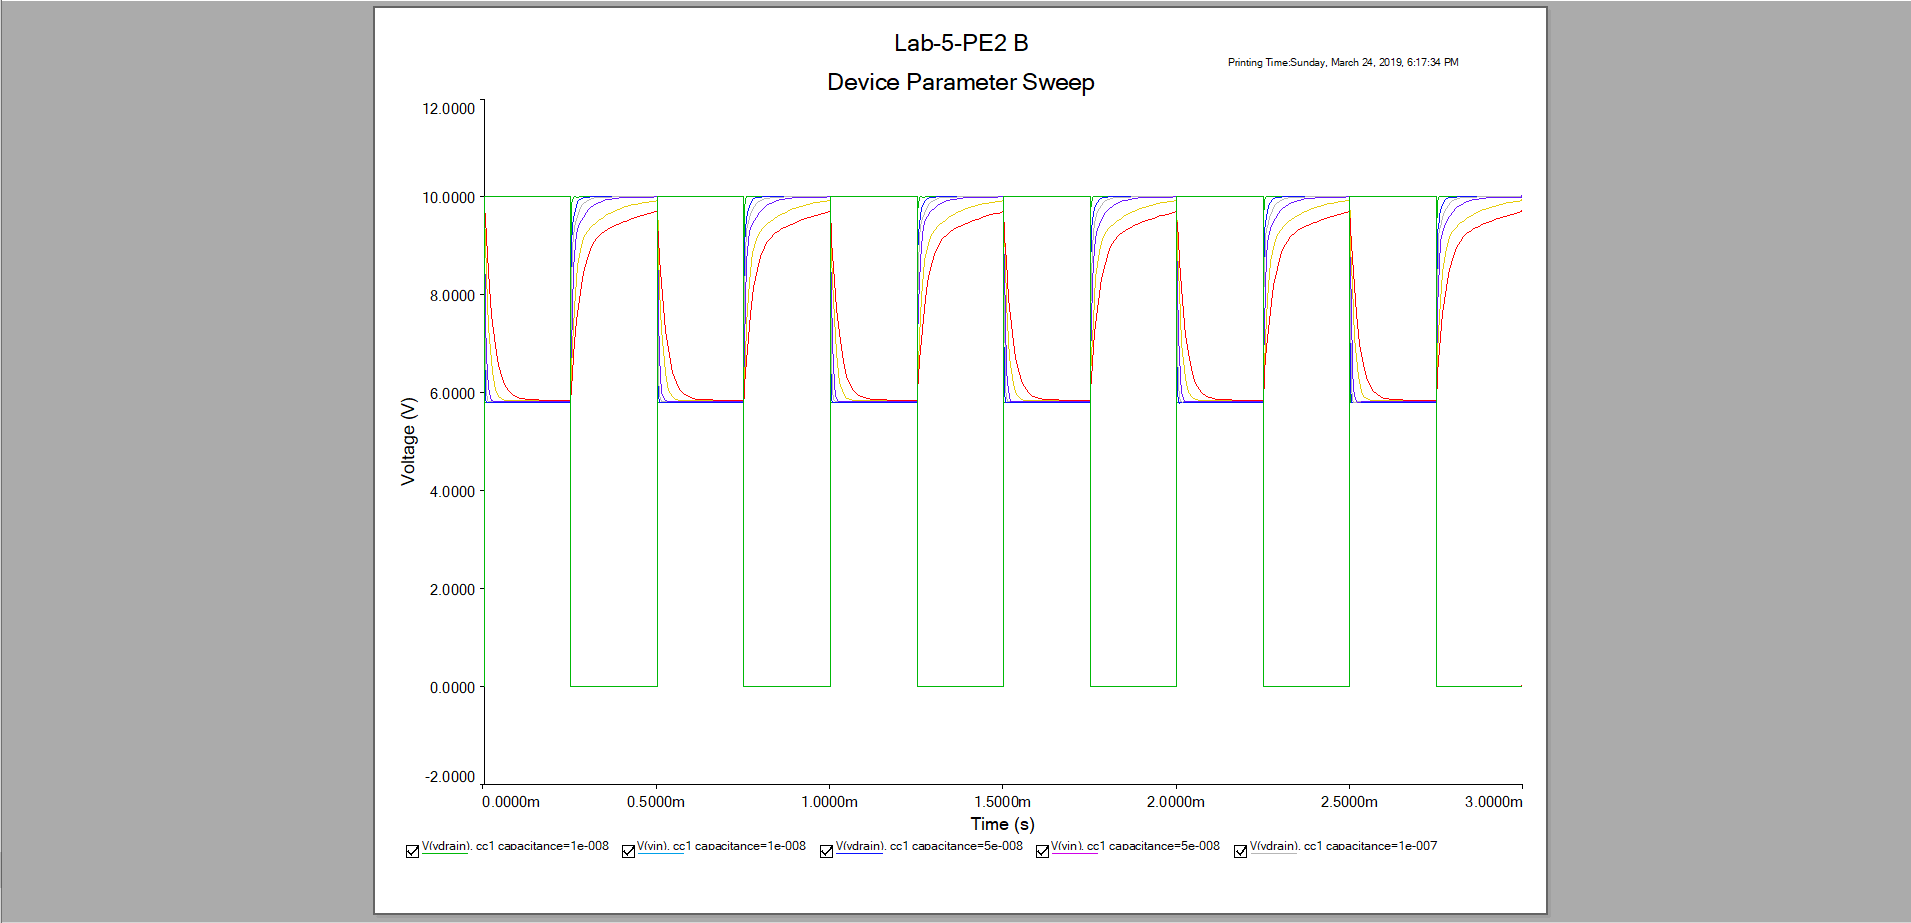 Lab-5-PE2 B
Printing Time:Sunday, March 24, 2019, 6:17:34 PM
Device Parameter Sweep
12.0000
10.0000
8.0000
6.0000
4.0000
2.0000
0.0000
-2.0000
Voltage (V)
0.0000m 0.5000m 1.0000m 1.5000m 2.0000m 2.5000m 3.0000m
Time (s)
V(vdrain), cc1 capacitance=1e-008 V(vin), cc1 capacitance=1e-008 V(vdrain), cc1 capacitance=5e-008 V(vin), cc1 capacitance=5e-008 V(vdrain), cc1 capacitance=1e-007